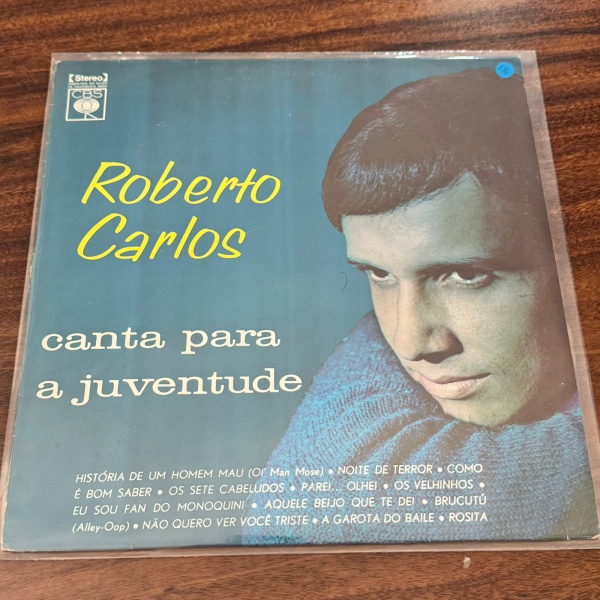 Stereo
CBS
Roberto
Carlos
canta para
a juventude
HISTÓRIA DE UM HOMEM MAU (Ol' Man Mose) • NOITE DE TERROR • COMO
É BOM SABER • OS SETE CABELUDOS • PAREI... OLHEI • OS VELHINHOS •
EU SOU FAN DO MONOQUINI • AQUELE BEIJO QUE TE DEI • BRUCUTÚ
(Alley-Oop) • NÃO QUERO VER VOCÊ TRISTE • A GAROTA DO BAILE • ROSITA